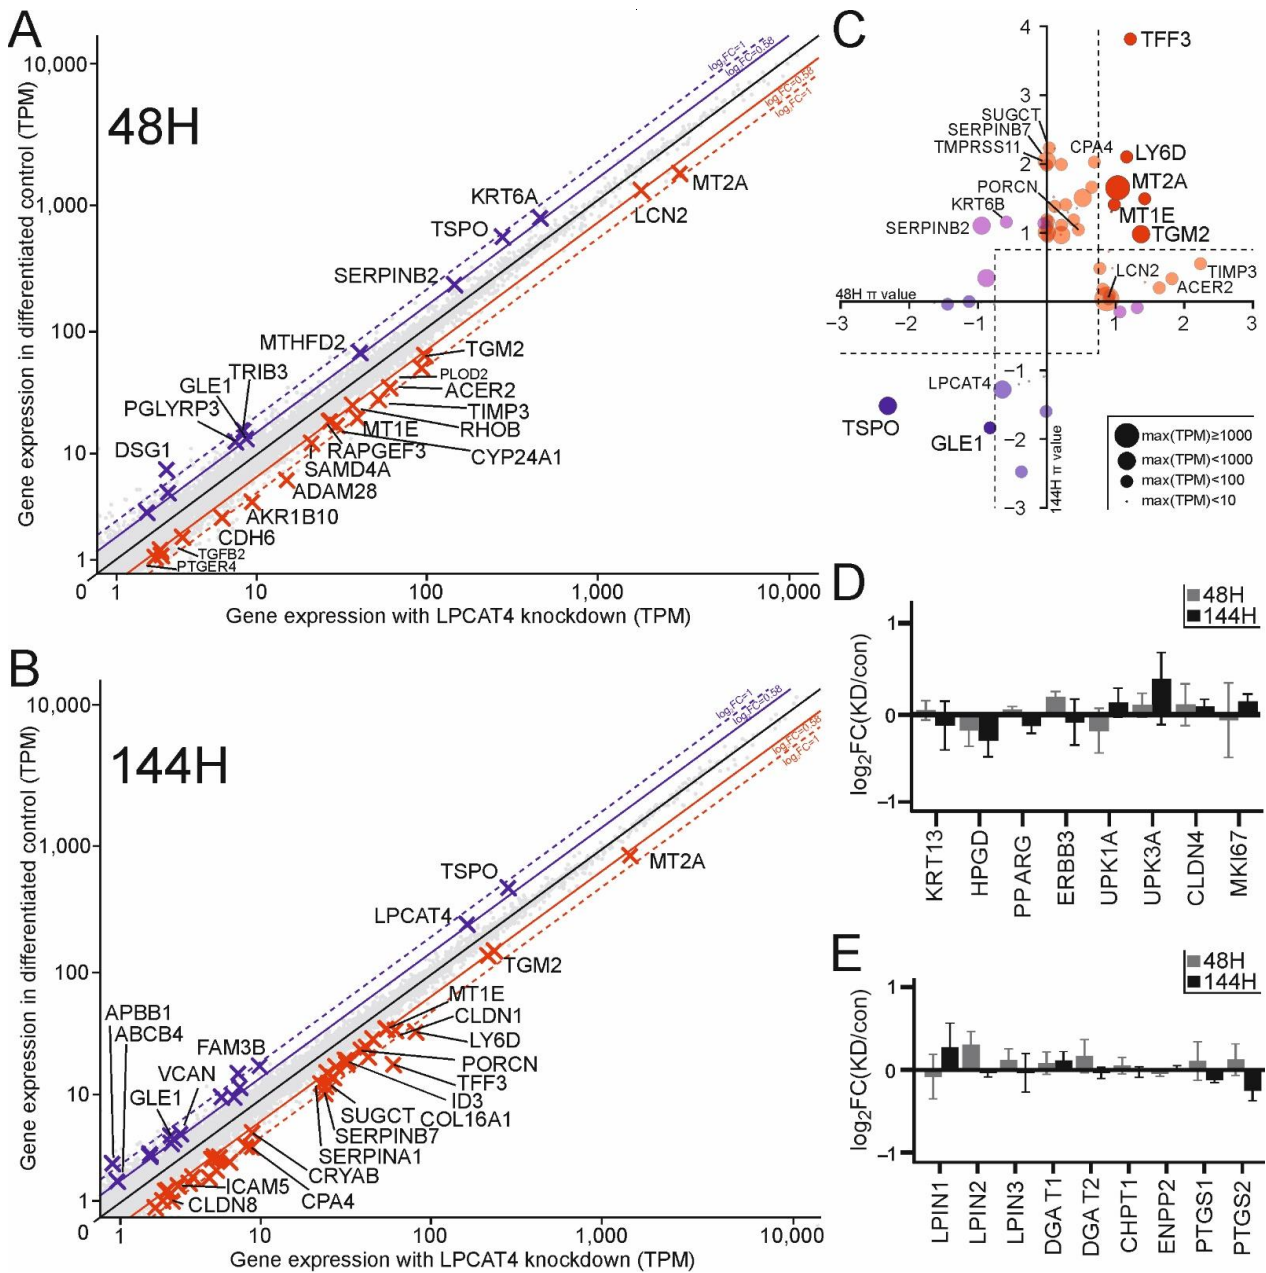 A
48H
Gene expression in differentiated control (TPM)
10,000
1,000
100
10
1
0
1
10
100
1,000
10,000
Gene expression with LPCAT4 knockdown (TPM)
log₂FC=1
log₂FC=0.58
log₂FC=0.58
log₂FC=1
KRT6A
TSPO
SERPINB2
MTHFD2
TRIB3
GLE1
PGLYRP3
DSG1
MT2A
LCN2
TGM2
PLOD2
ACER2
TIMP3
RHOB
MT1E
CYP24A1
RAPGEF3
SAMD4A
ADAM28
AKR1B10
CDH6
TGFB2
PTGER4
B
144H
Gene expression in differentiated control (TPM)
10,000
1,000
100
10
1
0
1
10
100
1,000
10,000
Gene expression with LPCAT4 knockdown (TPM)
log₂FC=1
log₂FC=0.58
log₂FC=0.58
log₂FC=1
TSPO
LPCAT4
APBB1
ABCB4
FAM3B
VCAN
GLE1
MT2A
TGM2
MT1E
CLDN1
LY6D
PORCN
TFF3
ID3
COL16A1
SUGCT
SERPINB7
SERPINA1
CRYAB
CPA4
ICAM5
CLDN8
C
4
3
2
1
−1
−2
−3
−3
−2
−1
1
2
3
48H π value
144H π value
TFF3
SUGCT
SERPINB7
TMPRSS11
CPA4
LY6D
MT2A
PORCN
KRT6B
MT1E
SERPINB2
TGM2
LCN2
TIMP3
ACER2
LPCAT4
TSPO
GLE1
max(TPM)≥1000
max(TPM)<1000
max(TPM)<100
max(TPM)<10
D
48H
144H
log₂FC(KD/con)
1
0
−1
KRT13
HPGD
PPARG
ERBB3
UPK1A
UPK3A
CLDN4
MKI67
E
48H
144H
log₂FC(KD/con)
1
0
−1
LPIN1
LPIN2
LPIN3
DGAT1
DGAT2
CHPT1
ENPP2
PTGS1
PTGS2